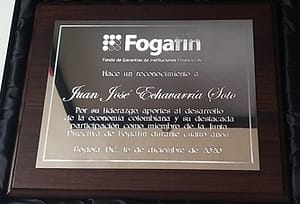 Fogafin
Fondo de Garantías de Instituciones Financieras
Hace un reconocimiento a
Juan José Echavarría Soto
Por su liderazgo aportes al desarrollo
de la economía colombiana y su destacada
participación como miembro de la Junta
Directiva de Fogafín durante cuatro años
Bogotá, D.C, 16 de diciembre de 2020